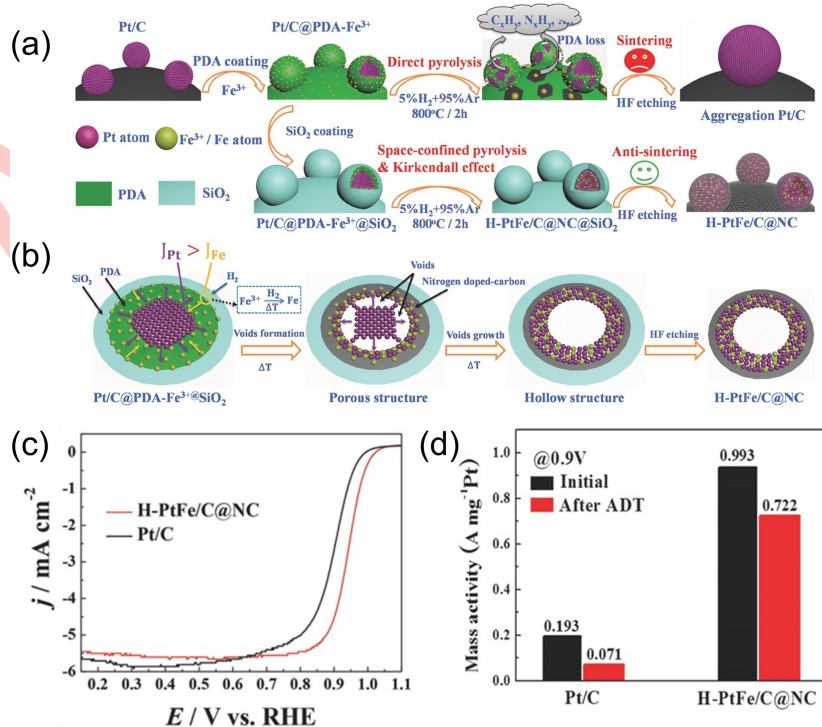 (a)
Pt/C
PDA coating
Fe³⁺
Pt/C@PDA-Fe³⁺
Direct pyrolysis
5%H₂+95%Ar
800°C / 2h
CₓHᵧ, NₓHᵧ, ....
PDA loss
Sintering
HF etching
Aggregation Pt/C
Pt atom
Fe³⁺ / Fe atom
PDA
SiO₂
SiO₂ coating
Pt/C@PDA-Fe³⁺@SiO₂
Space-confined pyrolysis
& Kirkendall effect
5%H₂+95%Ar
800°C / 2h
H-PtFe/C@NC@SiO₂
Anti-sintering
HF etching
H-PtFe/C@NC
(b)
SiO₂
PDA
J_Pt > J_Fe
H₂
Fe³⁺ H₂ ΔT Fe
Pt/C@PDA-Fe³⁺@SiO₂
Voids formation
ΔT
Voids
Nitrogen doped-carbon
Porous structure
Voids growth
ΔT
Hollow structure
HF etching
H-PtFe/C@NC
(c)
j / mA cm⁻²
0
-1
-2
-3
-4
-5
-6
H-PtFe/C@NC
Pt/C
0.2 0.3 0.4 0.5 0.6 0.7 0.8 0.9 1.0 1.1
E / V vs. RHE
(d)
Mass activity (A mg⁻¹Pt)
1.0
0.8
0.6
0.4
0.2
0.0
@0.9V
Initial
After ADT
0.193
0.071
0.993
0.722
Pt/C
H-PtFe/C@NC